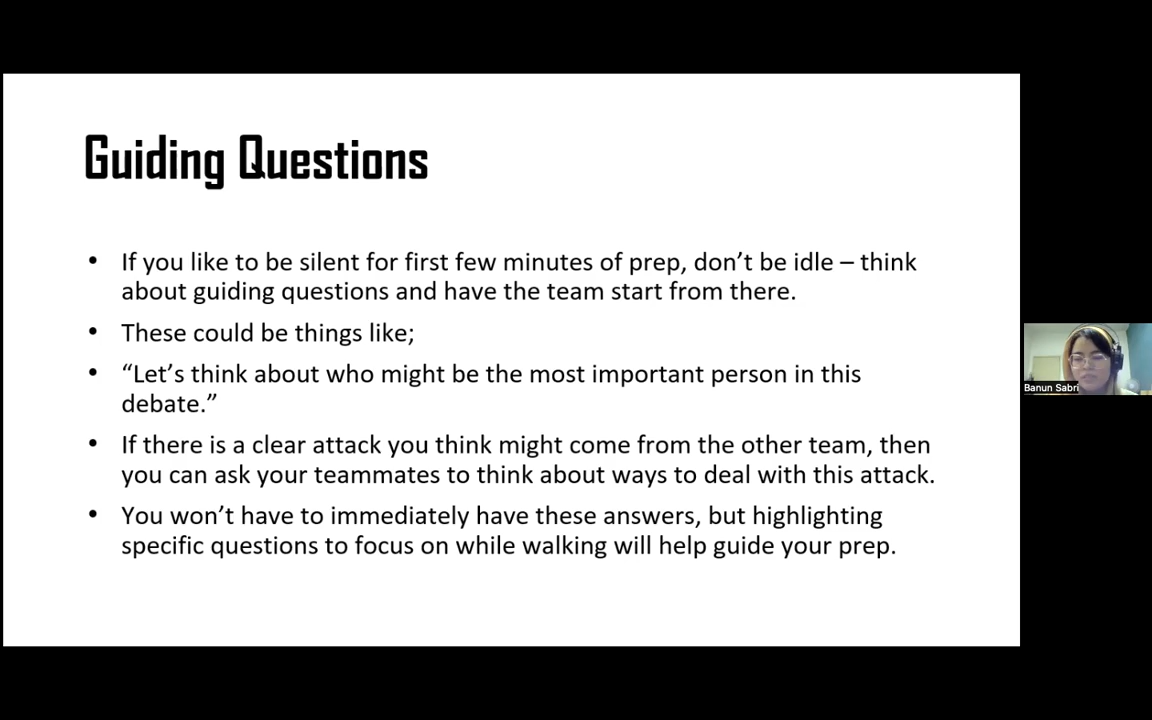 Guiding Questions
• If you like to be silent for first few minutes of prep, don’t be idle – think
about guiding questions and have the team start from there.
• These could be things like;
• “Let’s think about who might be the most important person in this
debate.”
• If there is a clear attack you think might come from the other team, then
you can ask your teammates to think about ways to deal with this attack.
• You won’t have to immediately have these answers, but highlighting
specific questions to focus on while walking will help guide your prep.
Banun Sabri